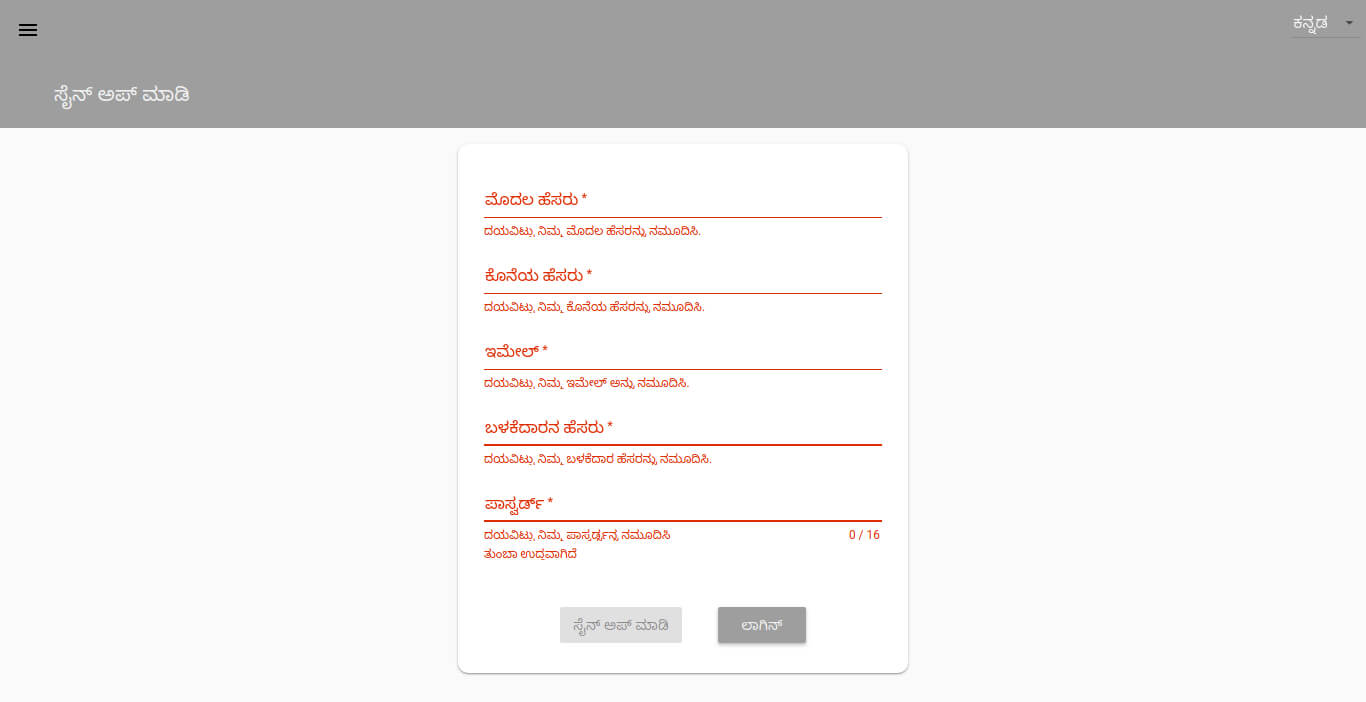 ಕನ್ನಡ
ಸೈನ್ ಅಪ್ ಮಾಡಿ
ಮೊದಲ ಹೆಸರು *
ದಯವಿಟ್ಟು ನಿಮ್ಮ ಮೊದಲ ಹೆಸರನ್ನು ನಮೂದಿಸಿ.
ಕೊನೆಯ ಹೆಸರು *
ದಯವಿಟ್ಟು ನಿಮ್ಮ ಕೊನೆಯ ಹೆಸರನ್ನು ನಮೂದಿಸಿ.
ಇಮೇಲ್ *
ದಯವಿಟ್ಟು ನಿಮ್ಮ ಇಮೇಲ್ ಅನ್ನು ನಮೂದಿಸಿ.
ಬಳಕೆದಾರನ ಹೆಸರು *
ದಯವಿಟ್ಟು ನಿಮ್ಮ ಬಳಕೆದಾರ ಹೆಸರನ್ನು ನಮೂದಿಸಿ.
ಪಾಸ್ವರ್ಡ್ *
ದಯವಿಟ್ಟು ನಿಮ್ಮ ಪಾಸ್ವರ್ಡ್ನನ್ನ ನಮೂದಿಸಿ 0 / 16
ತುಂಬಾ ಉದ್ದವಾಗಿದೆ
ಸೈನ್ ಅಪ್ ಮಾಡಿ ಲಾಗಿನ್